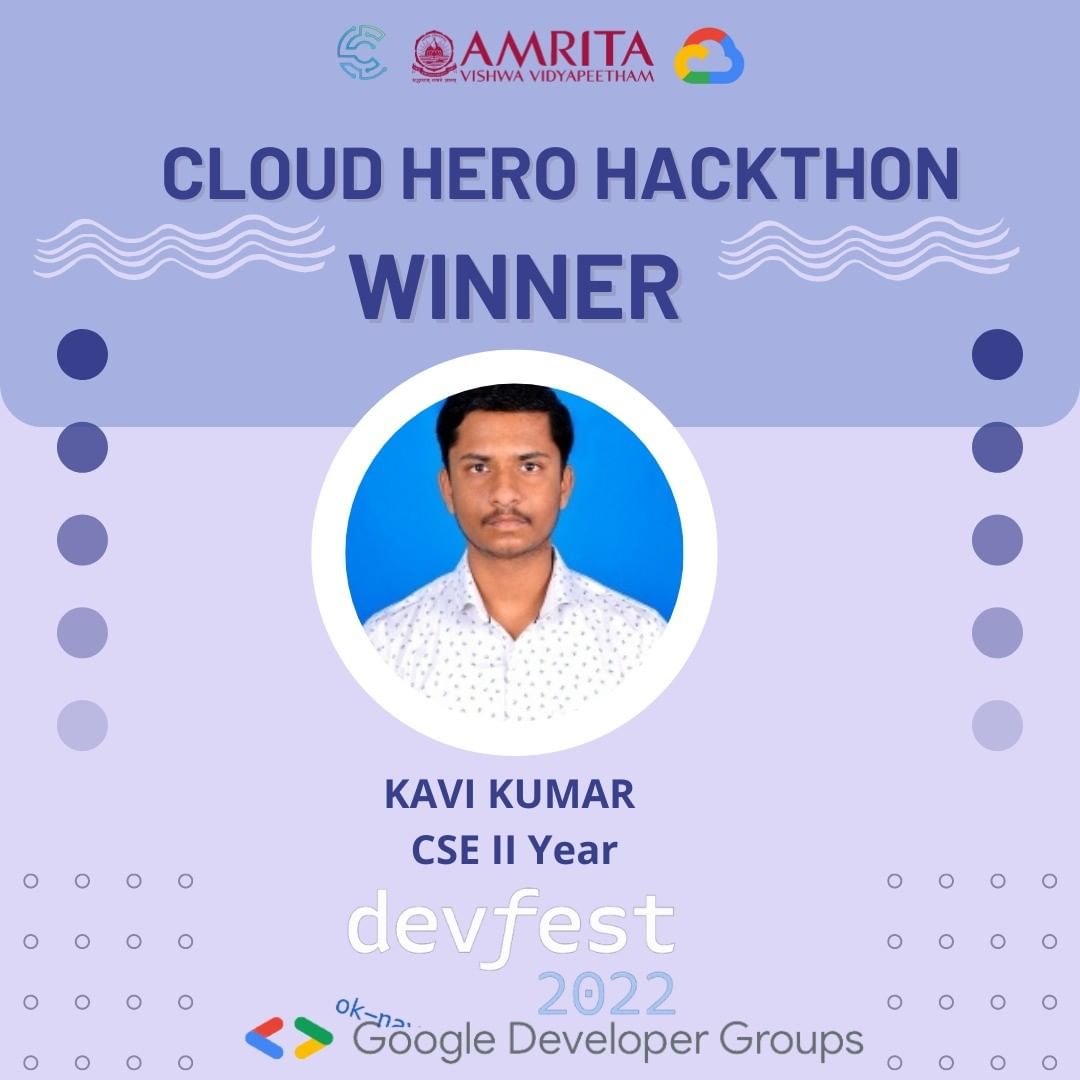 AMRITA
VISHWA VIDYAPEETHAM
CLOUD HERO HACKTHON
WINNER
KAVI KUMAR
CSE II Year
devfest
2022
Google Developer Groups